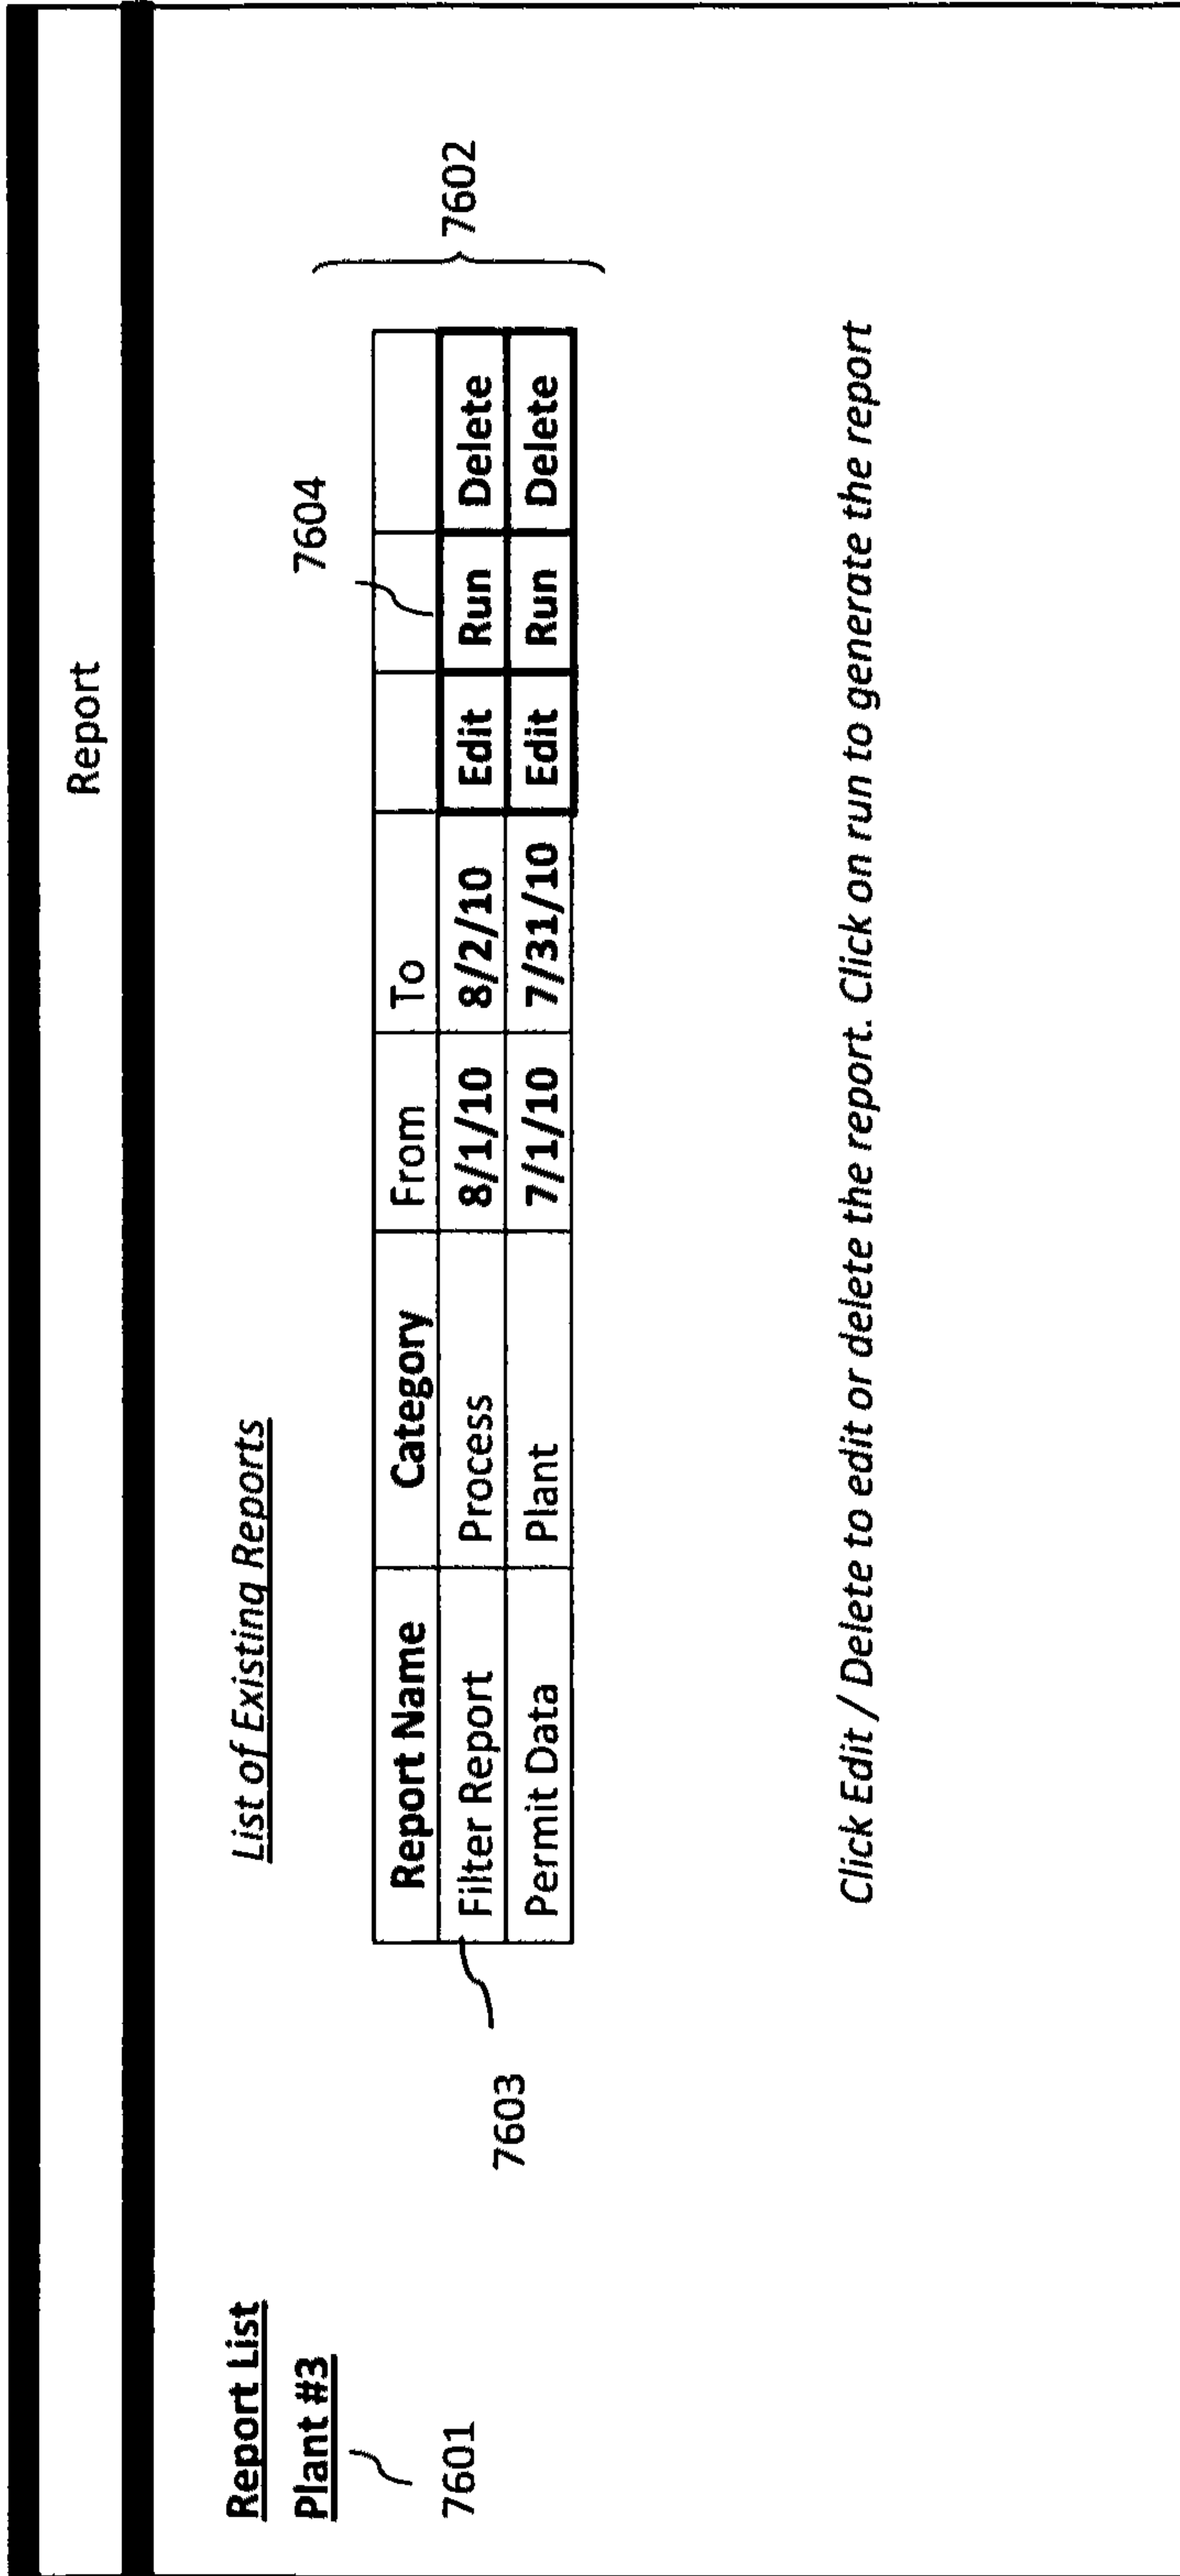 Report
Report List
Plant #3
7601
List of Existing Reports
7604
7602
Report Name Category From To
Filter Report Process 8/1/10 8/2/10 Edit Run Delete
Permit Data Plant 7/1/10 7/31/10 Edit Run Delete
7603
Click Edit / Delete to edit or delete the report. Click on run to generate the report